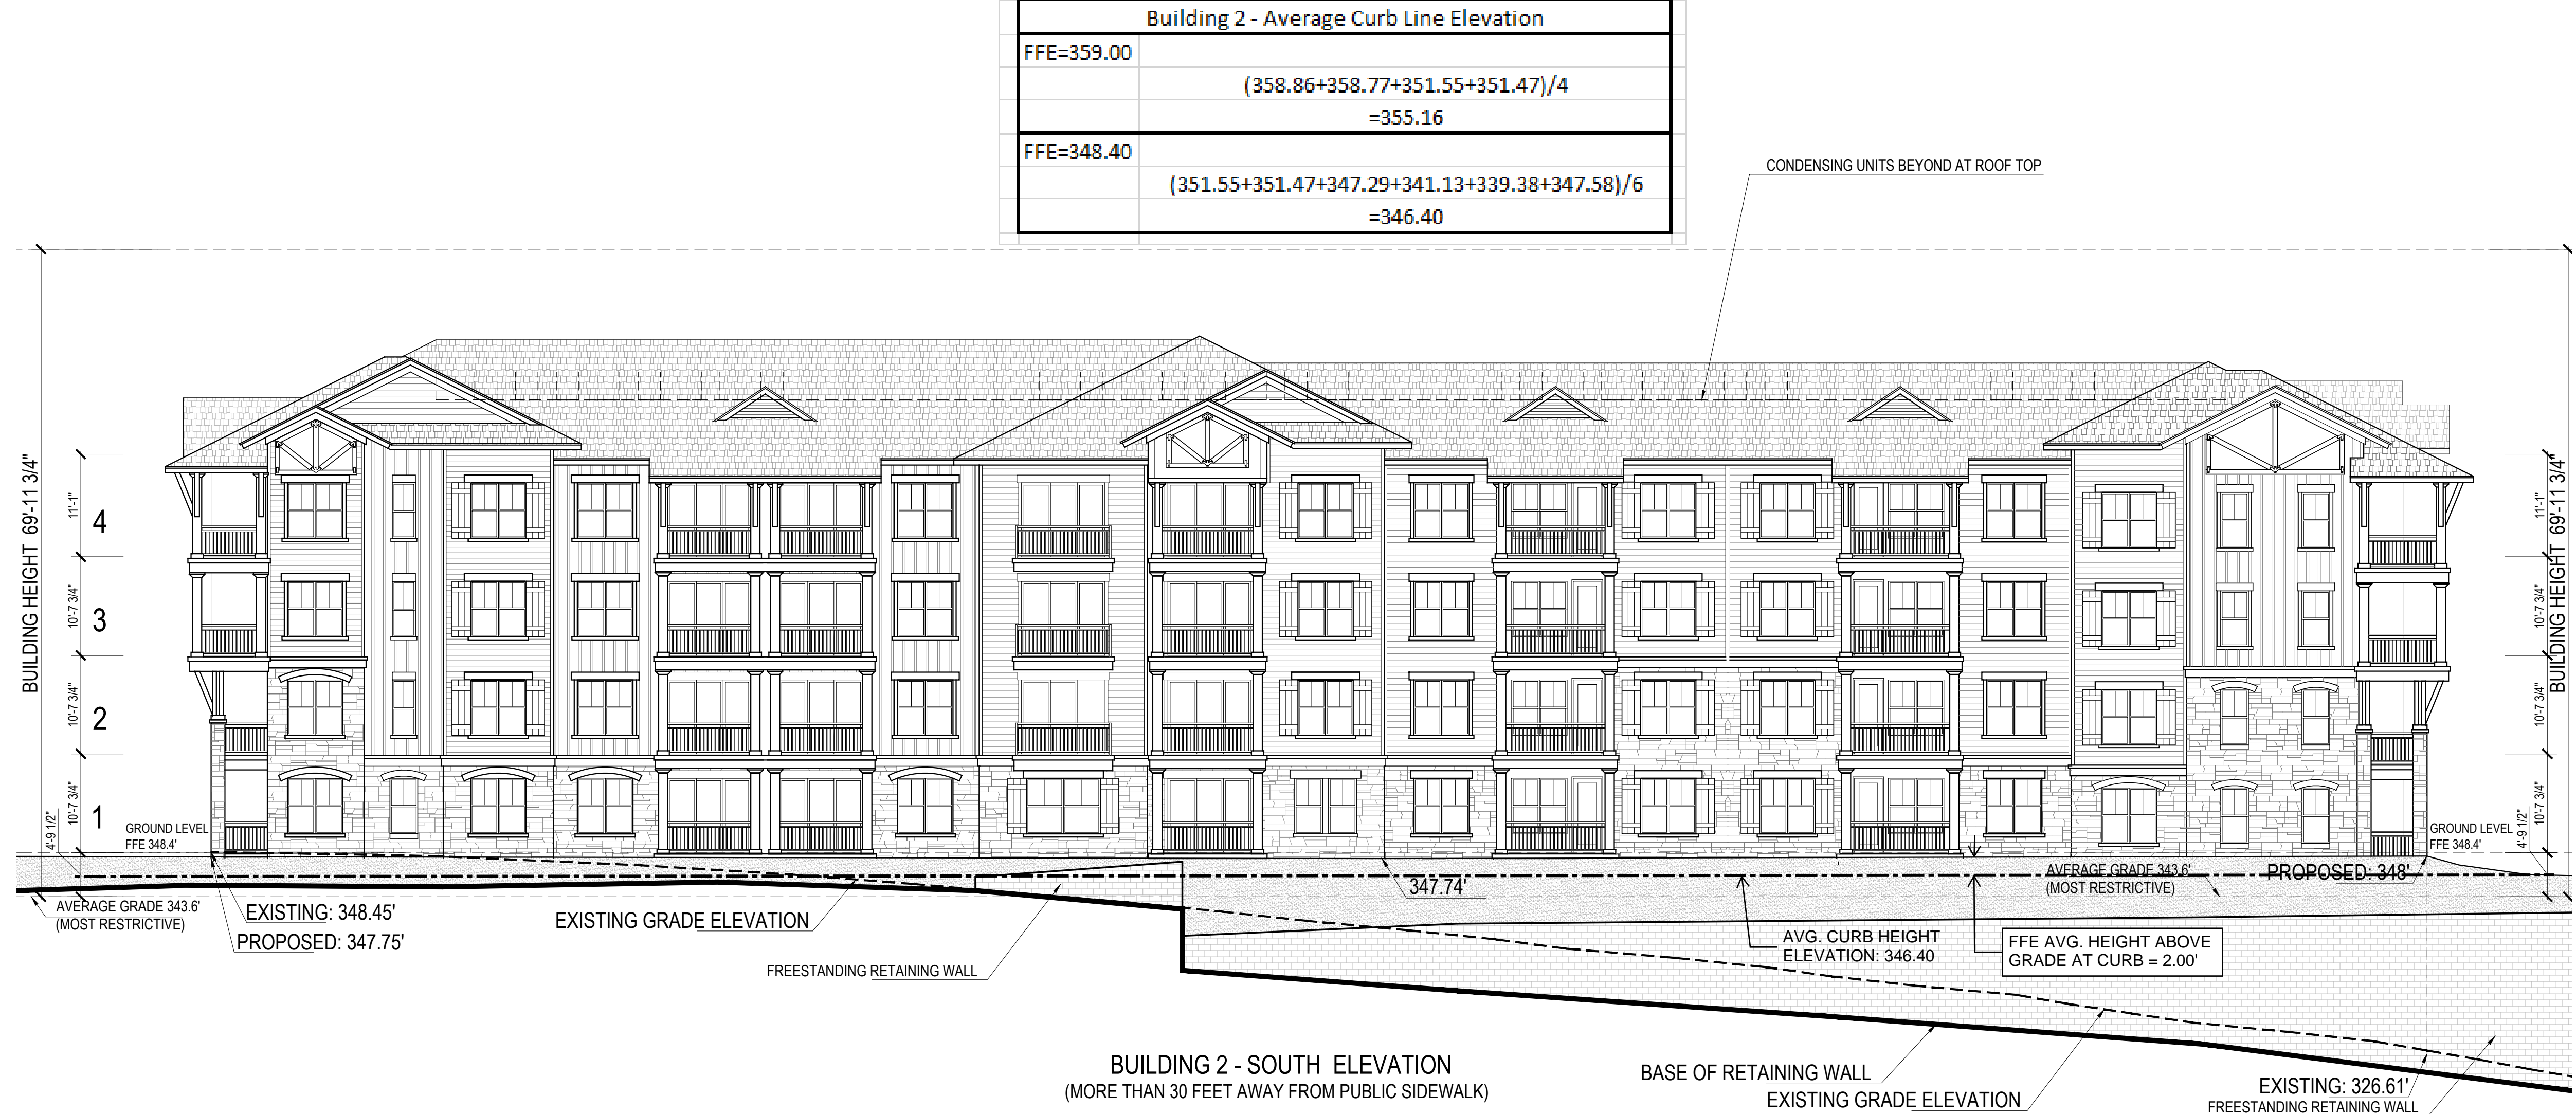 Building 2 - Average Curb Line Elevation
FFE=359.00
(358.86+358.77+351.55+351.47)/4
=355.16
FFE=348.40
(351.55+351.47+347.29+341.13+339.38+347.58)/6
=346.40
CONDENSING UNITS BEYOND AT ROOF TOP
BUILDING HEIGHT 69'-11 3/4"
11'-1"
4
10'-7 3/4"
3
10'-7 3/4"
2
10'-7 3/4"
1
4'-9 1/2"
GROUND LEVEL
FFE 348.4'
AVERAGE GRADE 343.6'
(MOST RESTRICTIVE)
EXISTING: 348.45'
PROPOSED: 347.75'
EXISTING GRADE ELEVATION
FREESTANDING RETAINING WALL
347.74'
AVG. CURB HEIGHT
ELEVATION: 346.40
FFE AVG. HEIGHT ABOVE
GRADE AT CURB = 2.00'
AVERAGE GRADE 343.6'
(MOST RESTRICTIVE)
PROPOSED: 348'
GROUND LEVEL
FFE 348.4'
11'-1"
10'-7 3/4"
10'-7 3/4"
10'-7 3/4"
4'-9 1/2"
BUILDING HEIGHT 69'-11 3/4"
BUILDING 2 - SOUTH ELEVATION
(MORE THAN 30 FEET AWAY FROM PUBLIC SIDEWALK)
BASE OF RETAINING WALL
EXISTING GRADE ELEVATION
EXISTING: 326.61'
FREESTANDING RETAINING WALL